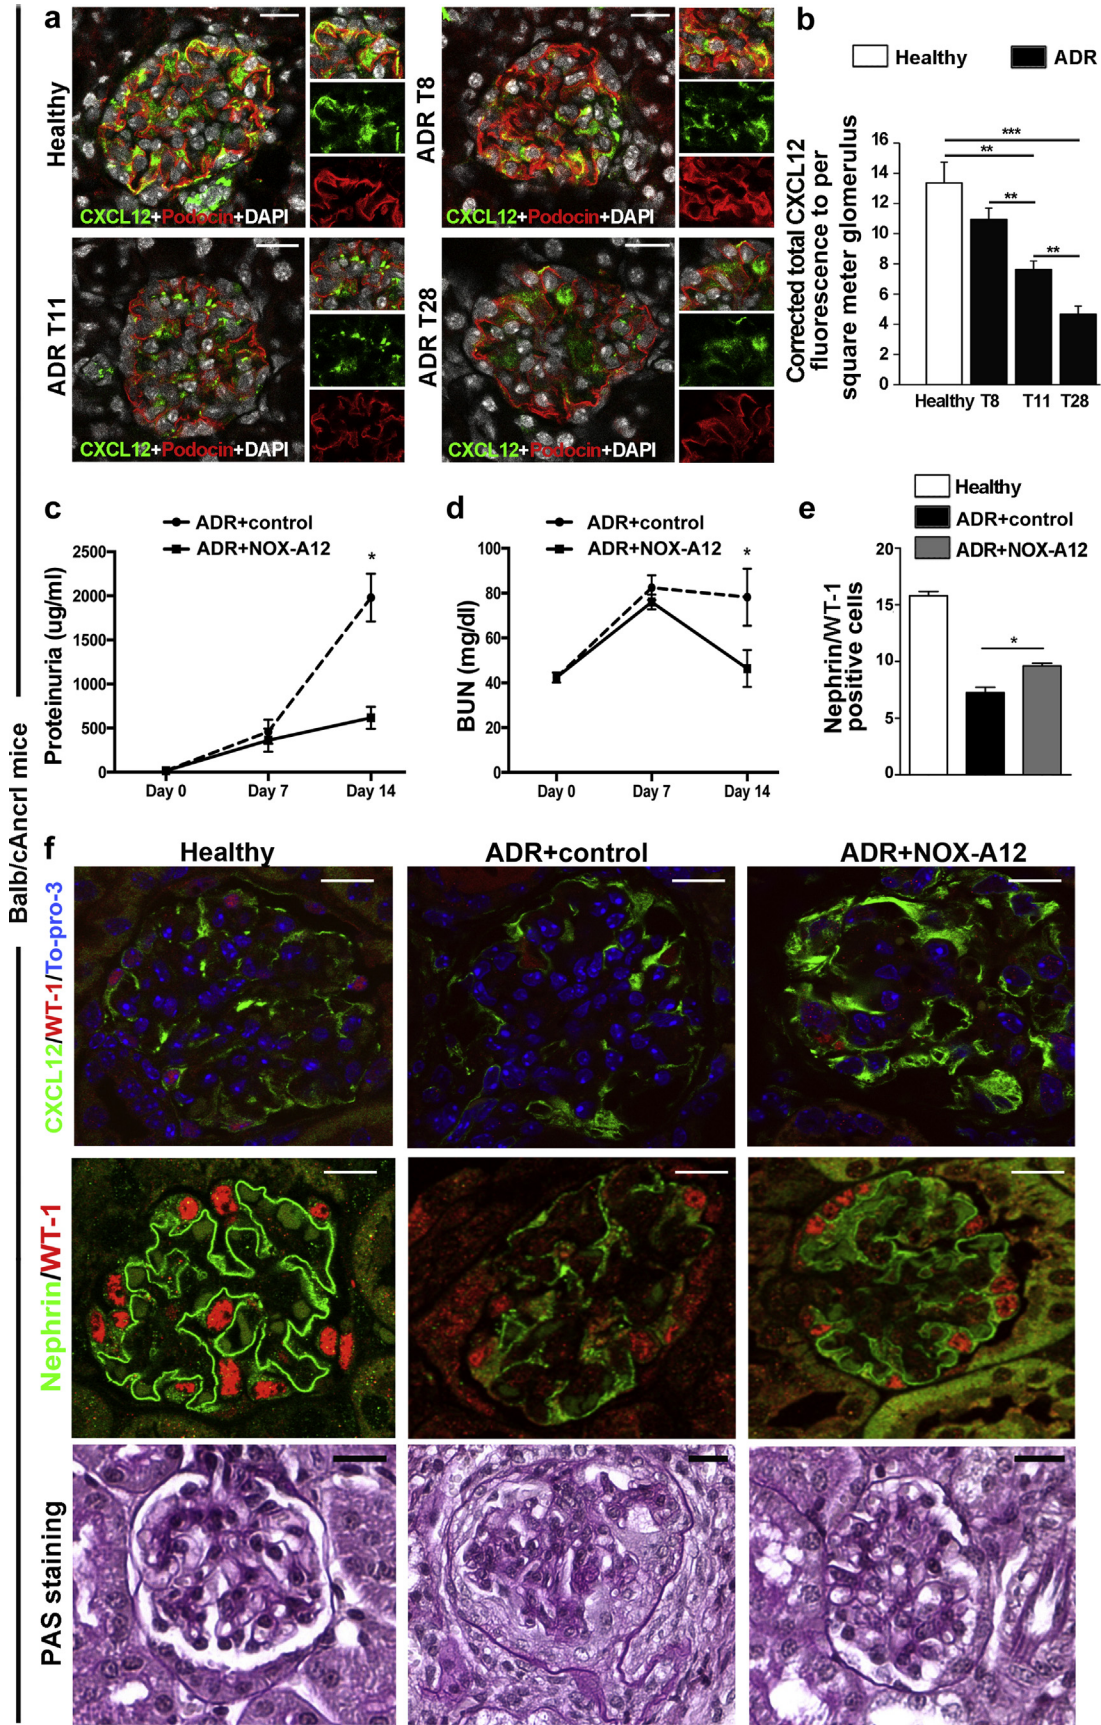 Balb/cAncrl mice
a
Healthy
CXCL12+Podocin+DAPI
ADR T8
CXCL12+Podocin+DAPI
ADR T11
CXCL12+Podocin+DAPI
ADR T28
CXCL12+Podocin+DAPI
b
Healthy
ADR
Corrected total CXCL12
fluorescence to per
square meter glomerulus
16
14
12
10
8
6
4
2
0
***
**
**
**
Healthy T8 T11 T28
c
ADR+control
ADR+NOX-A12
Proteinuria (ug/ml)
2500
2000
1500
1000
500
0
*
Day 0 Day 7 Day 14
d
ADR+control
ADR+NOX-A12
BUN (mg/dl)
100
80
60
40
20
0
*
Day 0 Day 7 Day 14
e
Healthy
ADR+control
ADR+NOX-A12
Nephrin/WT-1
positive cells
20
15
10
5
0
*
f
Healthy ADR+control ADR+NOX-A12
CXCL12/WT-1/To-pro-3
Nephrin/WT-1
PAS staining